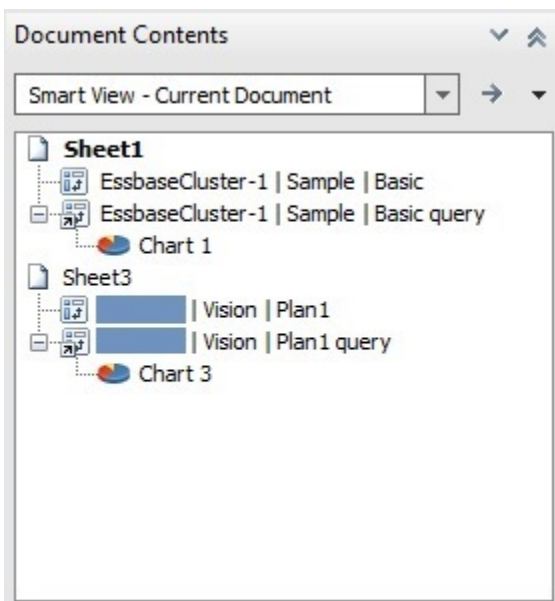 Document Contents
Smart View - Current Document
Sheet1
EssbaseCluster-1 | Sample | Basic
EssbaseCluster-1 | Sample | Basic query
Chart 1
Sheet3
| Vision | Plan1
| Vision | Plan1 query
Chart 3